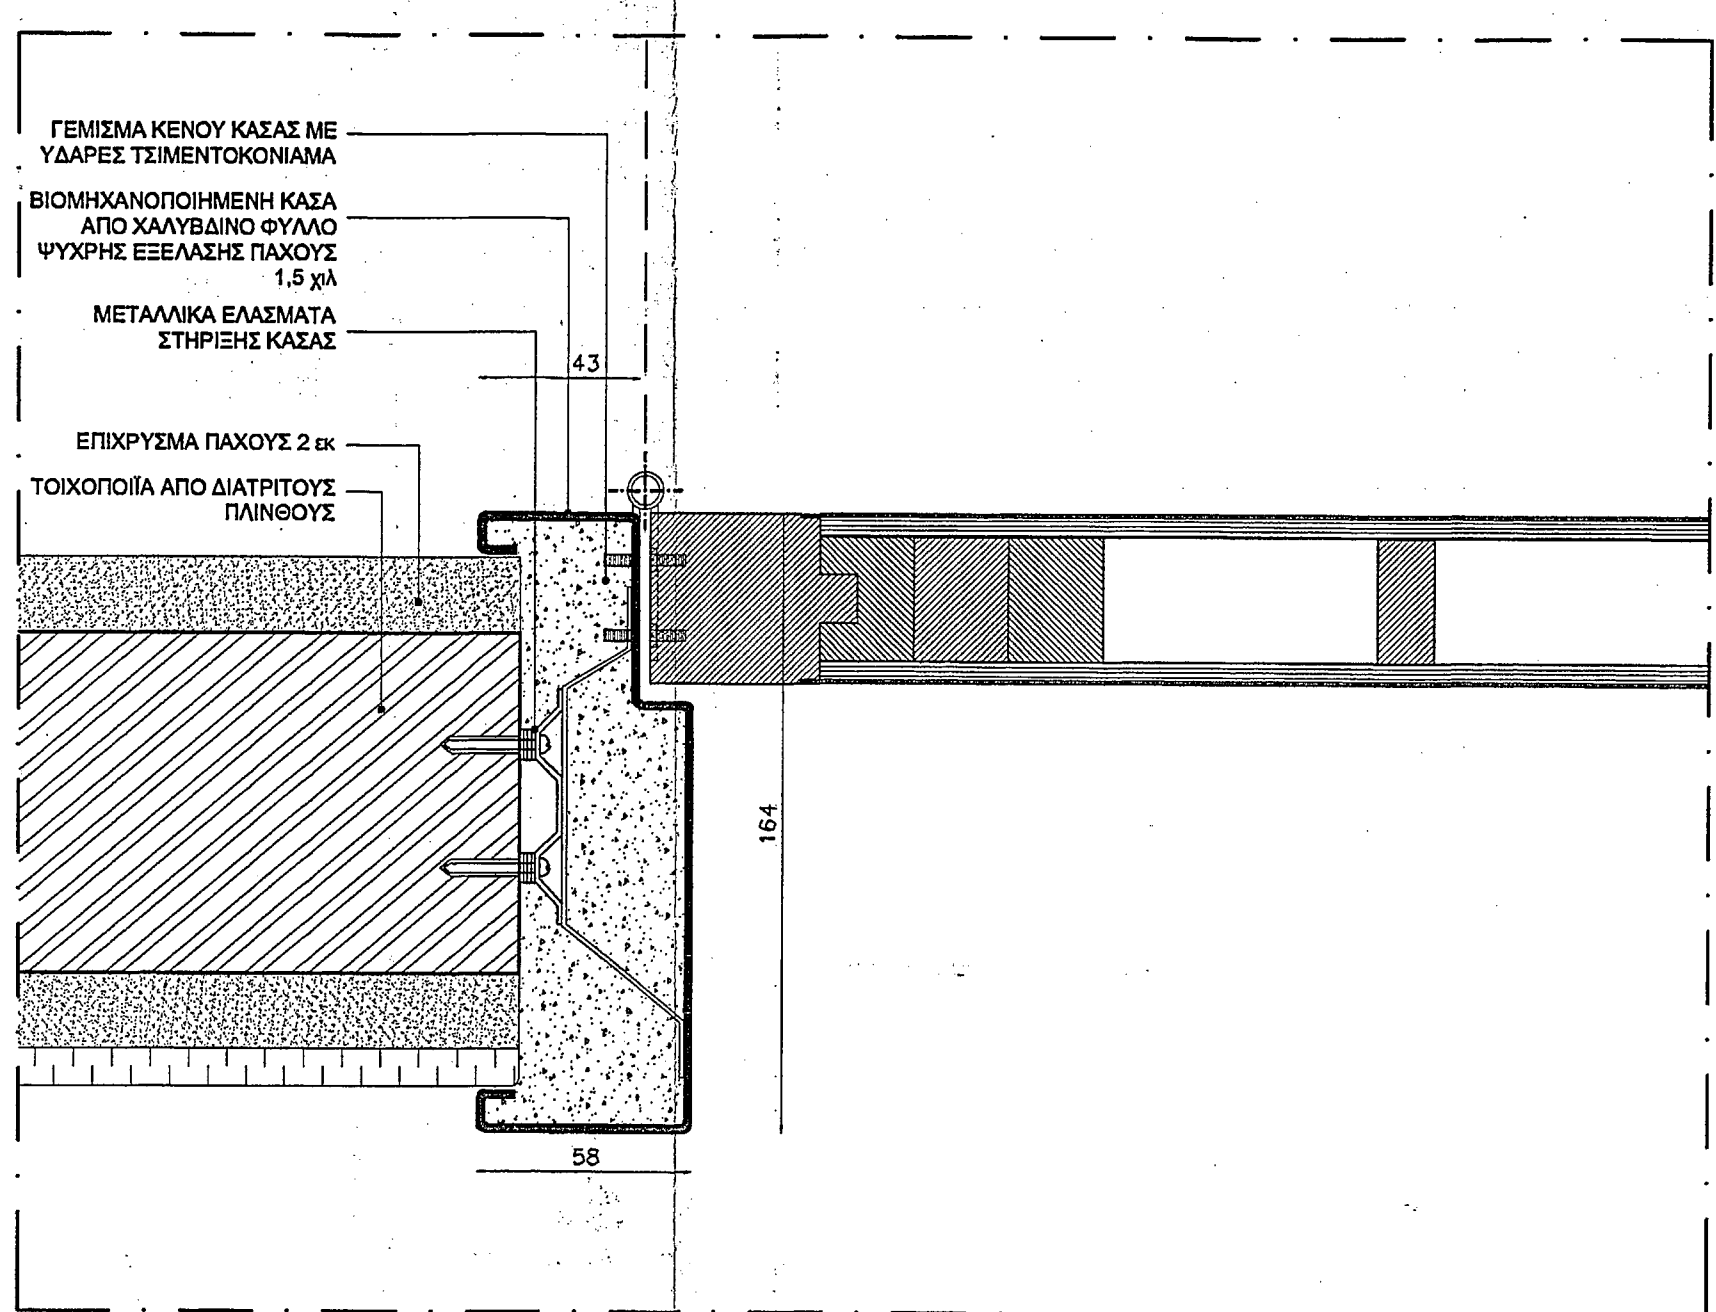 ΓΕΜΙΣΜΑ ΚΕΝΟΥ ΚΑΣΑΣ ΜΕ
ΥΔΑΡΕΣ ΤΣΙΜΕΝΤΟΚΟΝΙΑΜΑ
ΒΙΟΜΗΧΑΝΟΠΟΙΗΜΕΝΗ ΚΑΣΑ
ΑΠΟ ΧΑΛΥΒΔΙΝΟ ΦΥΛΛΟ
ΨΥΧΡΗΣ ΕΞΕΛΑΣΗΣ ΠΑΧΟΥΣ
1,5 χιλ
ΜΕΤΑΛΛΙΚΑ ΕΛΑΣΜΑΤΑ
ΣΤΗΡΙΞΗΣ ΚΑΣΑΣ
43
ΕΠΙΧΡΥΣΜΑ ΠΑΧΟΥΣ 2 εκ
ΤΟΙΧΟΠΟΙΪΑ ΑΠΟ ΔΙΑΤΡΙΤΟΥΣ
ΠΛΙΝΘΟΥΣ
164
58